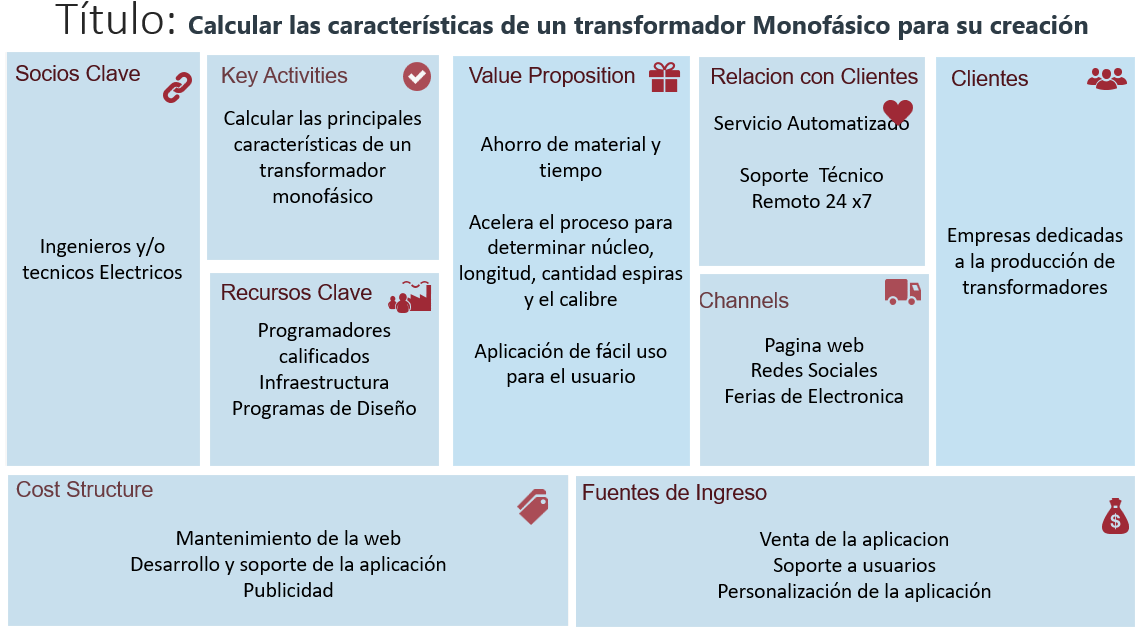 Título: Calcular las características de un transformador Monofásico para su creación
Socios Clave
Ingenieros y/o
tecnicos Electricos
Key Activities
Calcular las principales
características de un
transformador
monofásico
Recursos Clave
Programadores
calificados
Infraestructura
Programas de Diseño
Value Proposition
Ahorro de material y
tiempo
Acelera el proceso para
determinar núcleo,
longitud, cantidad espiras
y el calibre
Aplicación de fácil uso
para el usuario
Relacion con Clientes
Servicio Automatizado
Soporte Técnico
Remoto 24 x7
Channels
Pagina web
Redes Sociales
Ferias de Electronica
Clientes
Empresas dedicadas
a la producción de
transformadores
Cost Structure
Mantenimiento de la web
Desarrollo y soporte de la aplicación
Publicidad
Fuentes de Ingreso
$
Venta de la aplicacion
Soporte a usuarios
Personalización de la aplicación